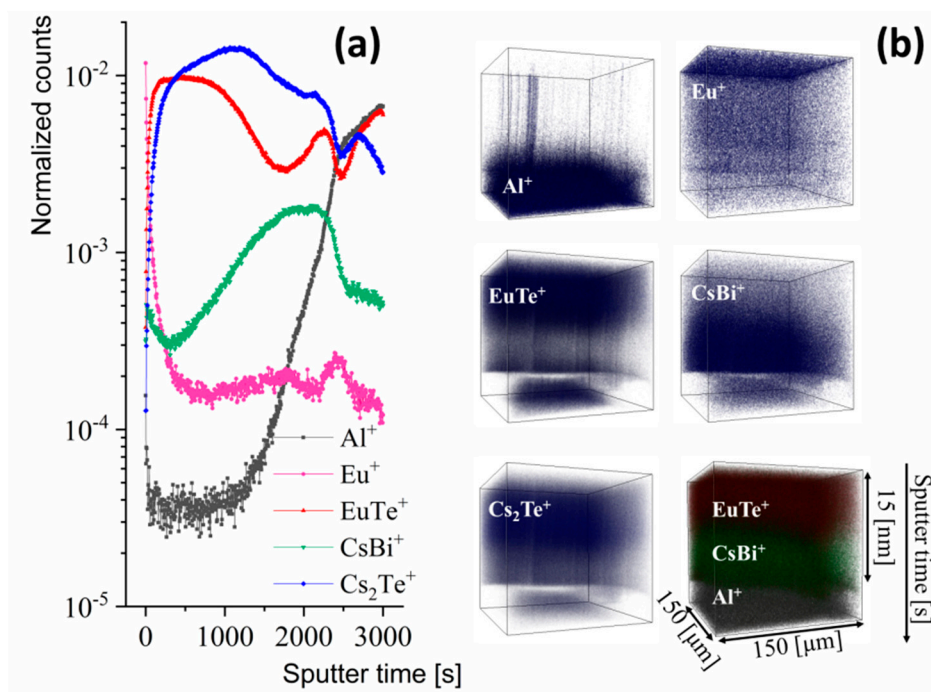 (a)
(b)
Normalized counts
10⁻²
10⁻³
10⁻⁴
10⁻⁵
0 1000 2000 3000
Sputter time [s]
Al⁺
Eu⁺
EuTe⁺
CsBi⁺
Cs₂Te⁺
Al⁺
Eu⁺
EuTe⁺
CsBi⁺
Cs₂Te⁺
EuTe⁺
CsBi⁺
Al⁺
15 [nm]
Sputter time [s]
150 [μm]
150 [μm]